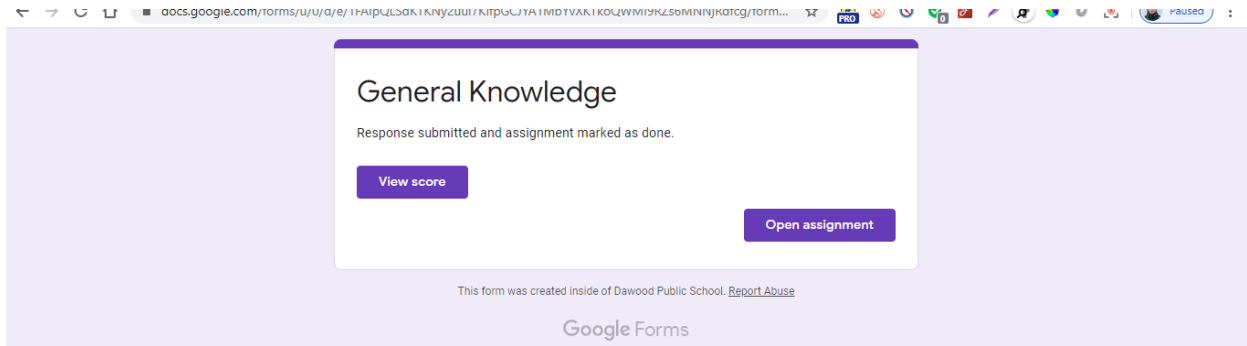 PRO
0
Paused
General Knowledge
Response submitted and assignment marked as done.
View score
Open assignment
This form was created inside of Dawood Public School. Report Abuse
Google Forms